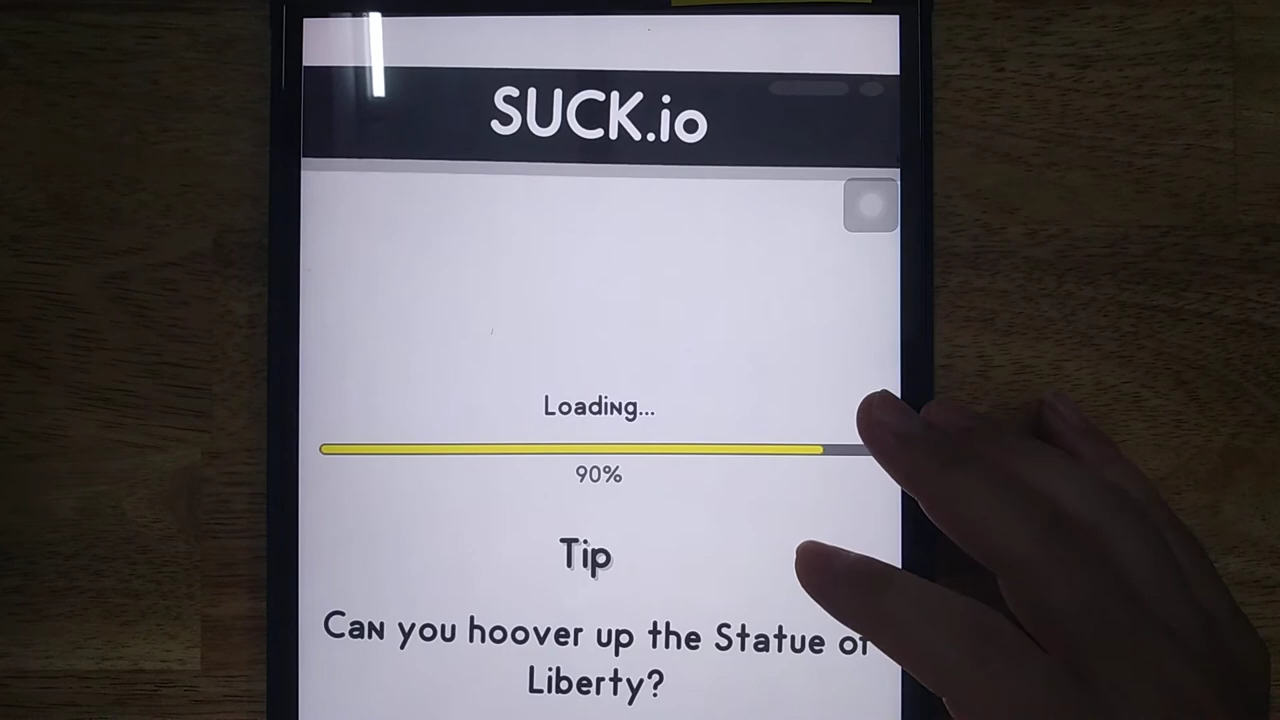 SUCK.io
Loading...
90%
Tip
Can you hoover up the Statue of
Liberty?